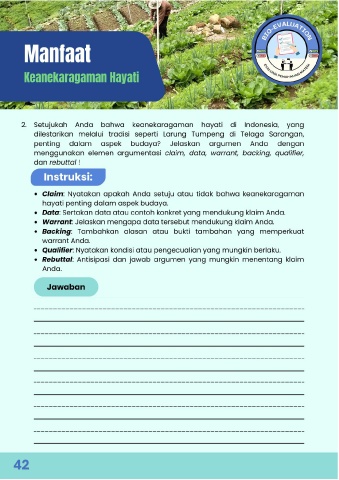 Manfaat
Keanekaragaman Hayati
BIO-EVALUATION
2. Setujukah Anda bahwa keanekaragaman hayati di Indonesia, yang
dilestarikan melalui tradisi seperti Larung Tumpeng di Telaga Sarangan,
penting dalam aspek budaya? Jelaskan argumen Anda dengan
menggunakan elemen argumentasi claim, data, warrant, backing, qualifier,
dan rebuttal !
Instruksi:
• Claim: Nyatakan apakah Anda setuju atau tidak bahwa keanekaragaman
hayati penting dalam aspek budaya.
• Data: Sertakan data atau contoh konkret yang mendukung klaim Anda.
• Warrant: Jelaskan mengapa data tersebut mendukung klaim Anda.
• Backing: Tambahkan alasan atau bukti tambahan yang memperkuat
warrant Anda.
• Qualifier: Nyatakan kondisi atau pengecualian yang mungkin berlaku.
• Rebuttal: Antisipasi dan jawab argumen yang mungkin menentang klaim
Anda.
Jawaban
42